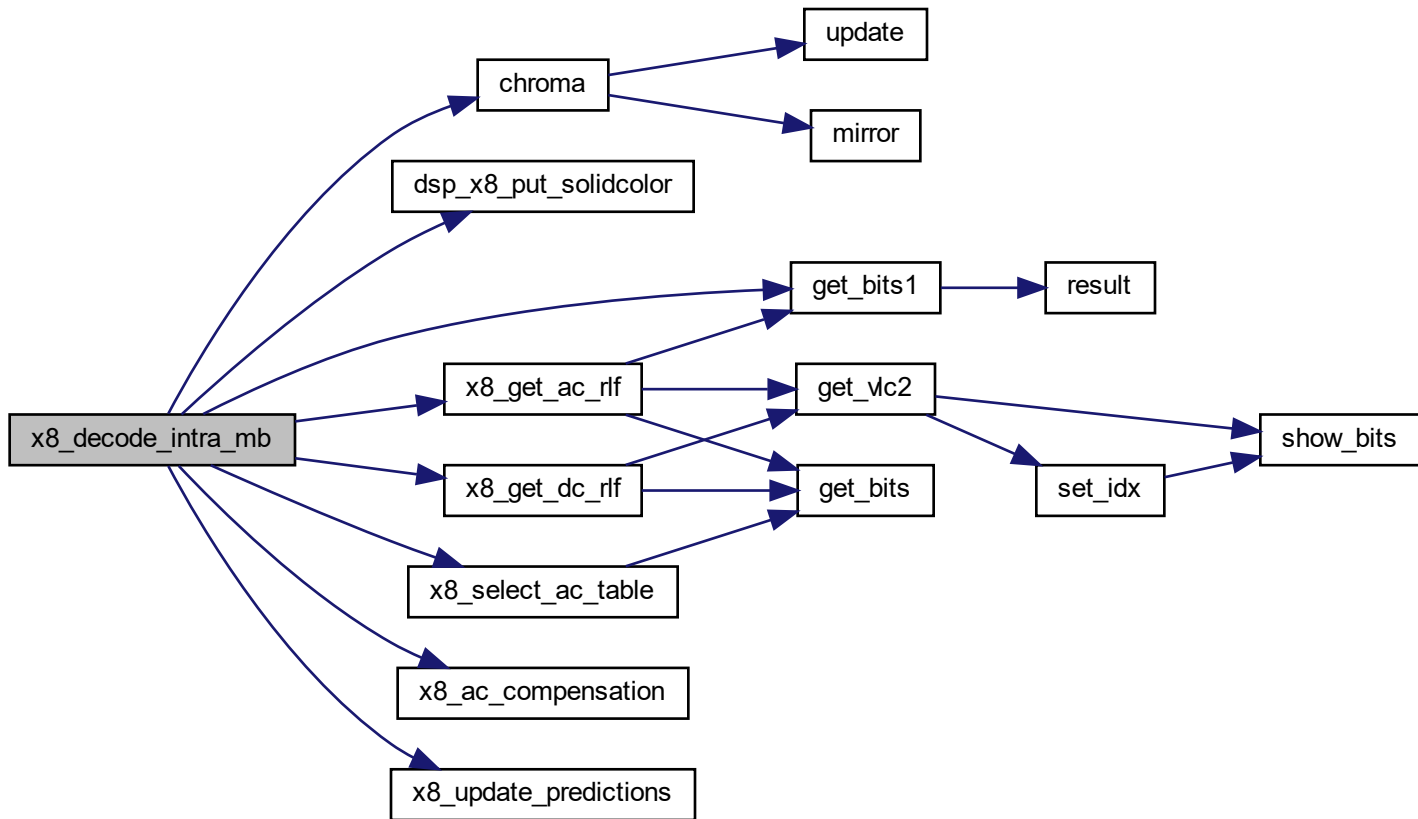 update
chroma
mirror
dsp_x8_put_solidcolor
get_bits1
result
x8_get_ac_rlf
get_vlc2
x8_decode_intra_mb
show_bits
x8_get_dc_rlf
get_bits
set_idx
x8_select_ac_table
x8_ac_compensation
x8_update_predictions